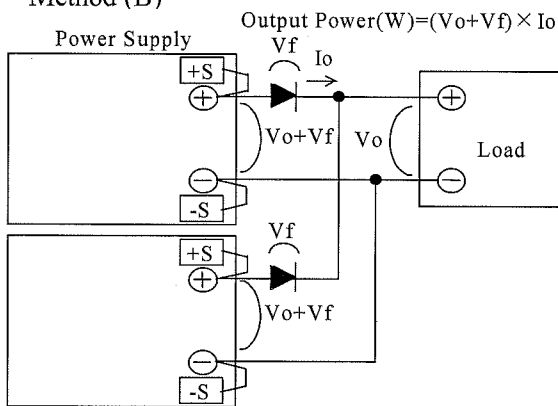 Method (B)
Output Power(W)=(Vo+Vf)×Io
Power Supply
Vf
Io
+S
+
Vo+Vf
Vo
+
Load
−
−
-S
Vf
+S
+
Vo+Vf
−
-S